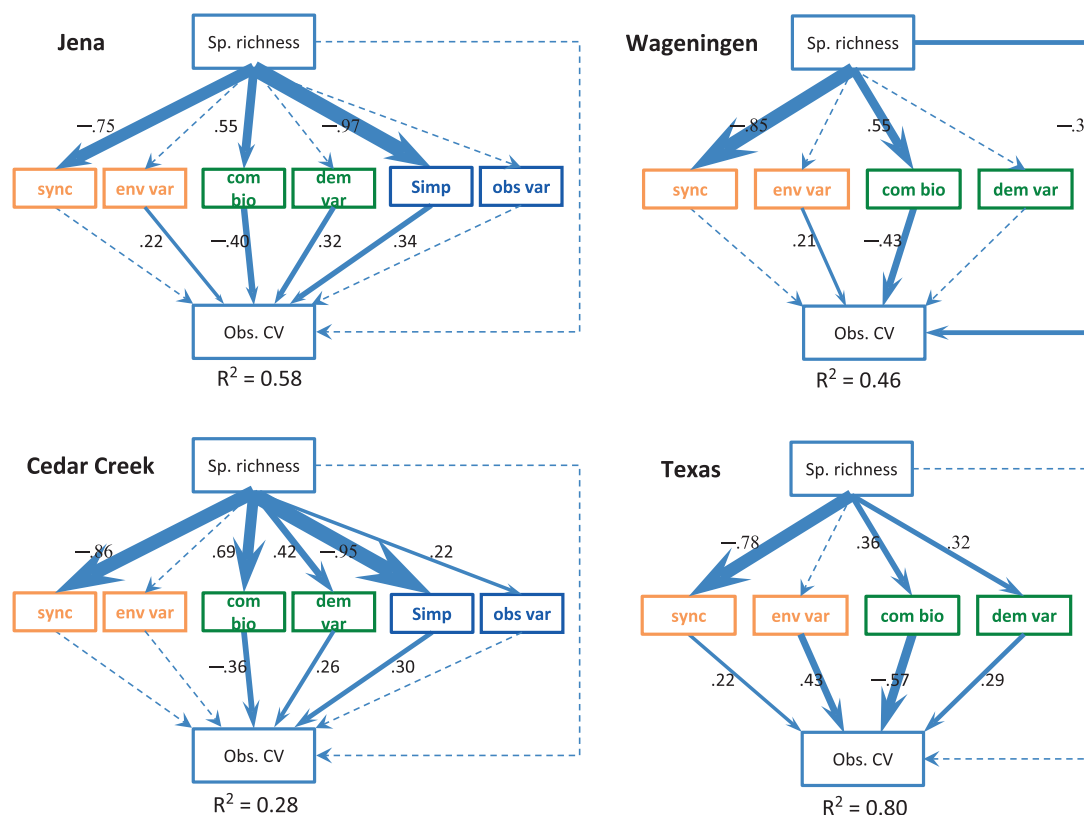 Jena
Sp. richness
—.75
.55
—.97
sync
env var
com bio
dem var
Simp
obs var
.22
—.40
.32
.34
Obs. CV
R² = 0.58
Wageningen
Sp. richness
—.85
.55
—.3
sync
env var
com bio
dem var
.21
—.43
Obs. CV
R² = 0.46
Cedar Creek
Sp. richness
—.86
.69
.42
—.95
.22
sync
env var
com bio
dem var
Simp
obs var
—.36
.26
.30
Obs. CV
R² = 0.28
Texas
Sp. richness
—.78
.36
.32
sync
env var
com bio
dem var
.22
.43
—.57
.29
Obs. CV
R² = 0.80